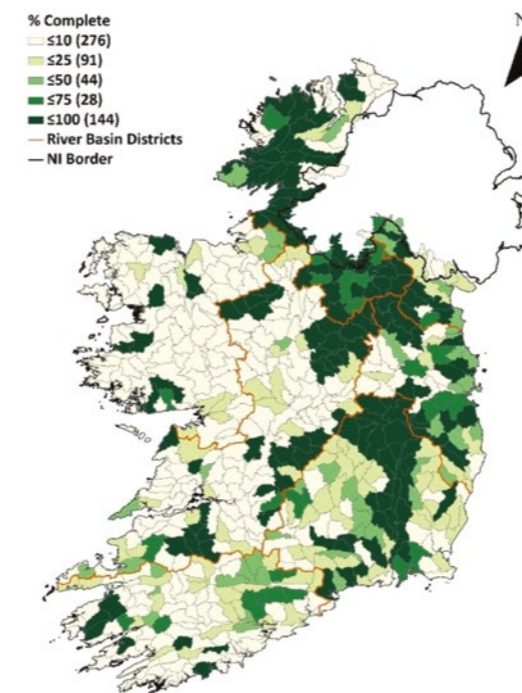 % Complete
≤10 (276)
≤25 (91)
≤50 (44)
≤75 (28)
≤100 (144)
River Basin Districts
NI Border
N